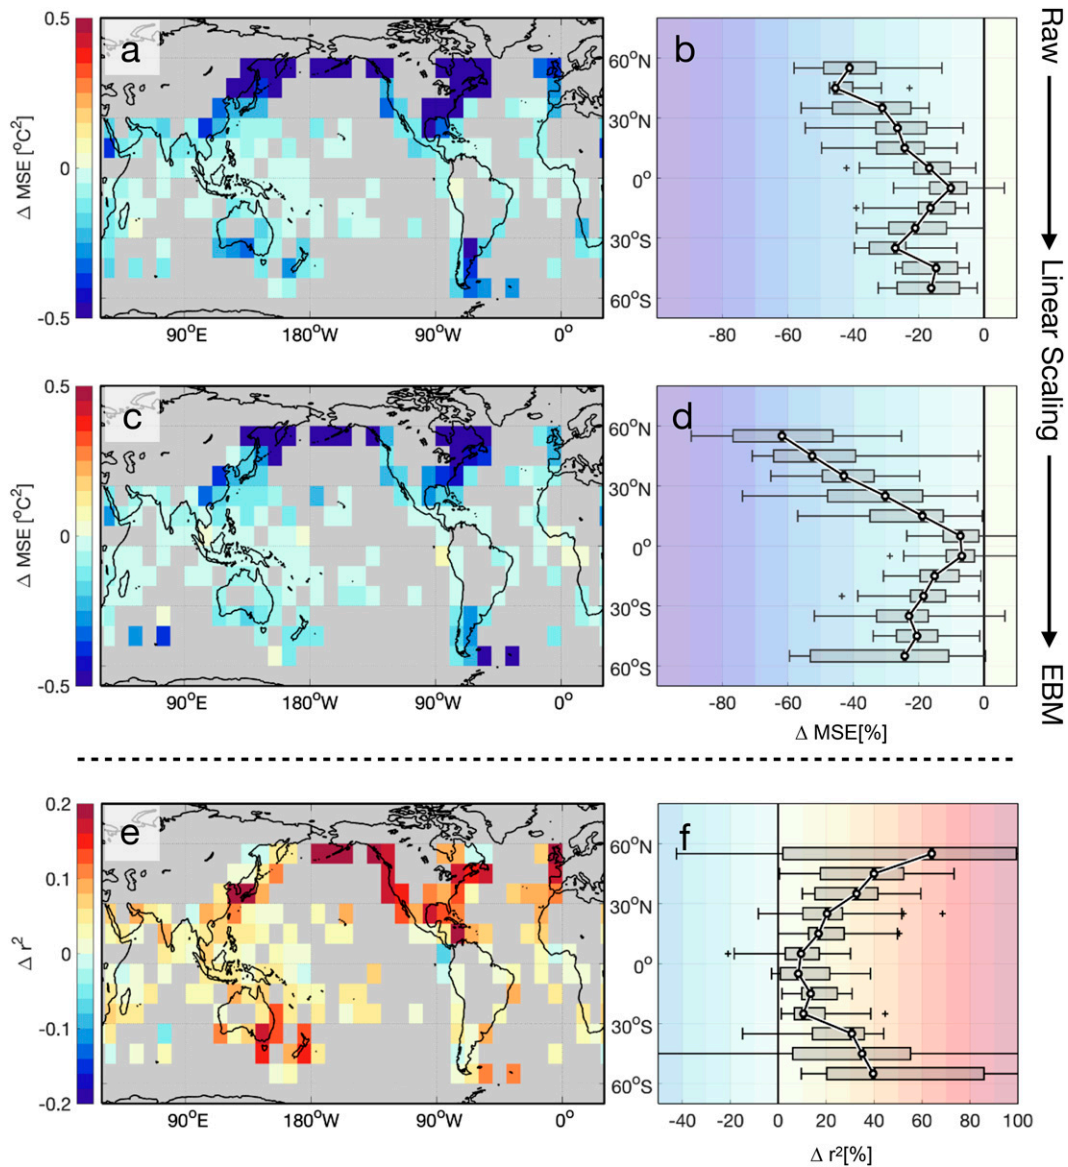 0.5
0
-0.5
Δ MSE [°C²]
a
90°E
180°W
90°W
0°
b
60°N
30°N
0°
30°S
60°S
-80
-60
-40
-20
0
Raw
Linear Scaling
EBM
0.5
0
-0.5
Δ MSE [°C²]
c
90°E
180°W
90°W
0°
d
60°N
30°N
0°
30°S
60°S
-80
-60
-40
-20
0
Δ MSE[%]
0.2
0.1
0
-0.1
-0.2
Δ r²
e
90°E
180°W
90°W
0°
f
60°N
30°N
0°
30°S
60°S
-40
-20
0
20
40
60
80
100
Δ r²[%]